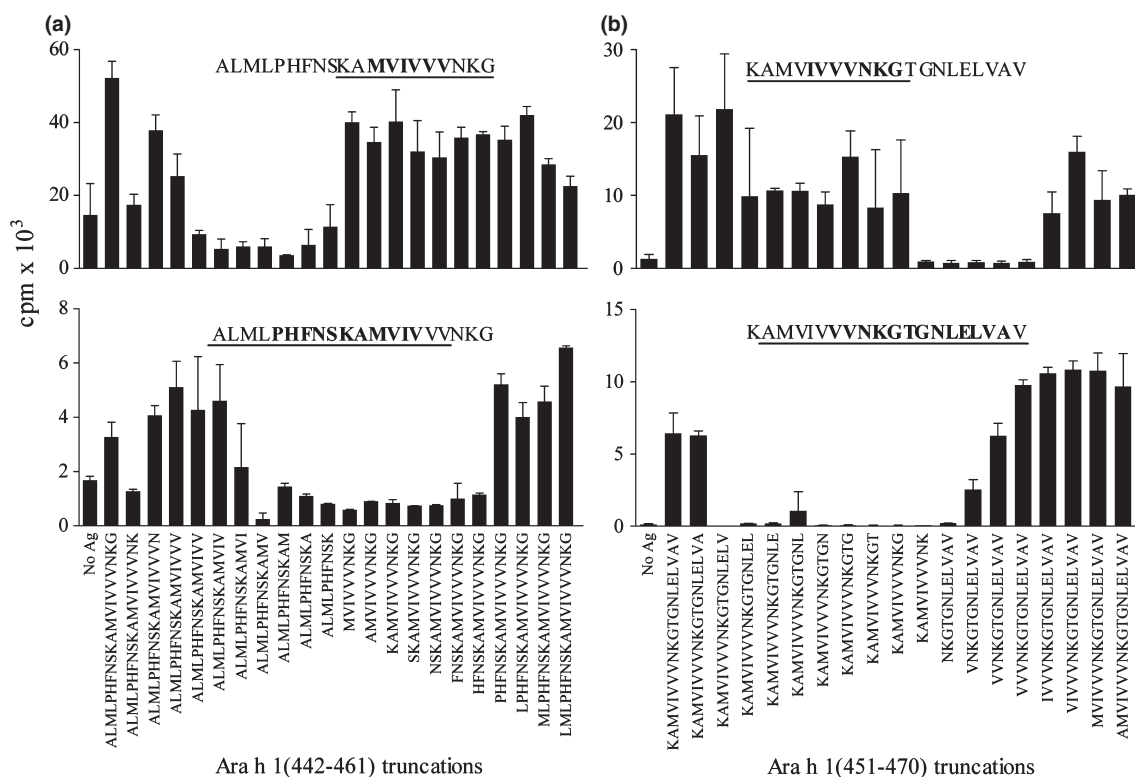 (a)
(b)
60
40
20
0
ALMLPHFNSKAMVIVVVNKG
30
20
10
0
KAMVIVVVNKGTGNLELVAV
cpm x 10³
8
6
4
2
0
ALMLPHFNSKAMVIVVVNKG
15
10
5
0
KAMVIVVVNKGTGNLELVAV
No Ag
ALMLPHFNSKAMVIVVVNKG
ALMLPHFNSKAMVIVVVNK
ALMLPHFNSKAMVIVVVN
ALMLPHFNSKAMVIVVV
ALMLPHFNSKAMVIVV
ALMLPHFNSKAMVIV
ALMLPHFNSKAMVI
ALMLPHFNSKAMV
ALMLPHFNSKAM
ALMLPHFNSKA
ALMLPHFNSK
MVIVVVNKG
AMVIVVVNKG
KAMVIVVVNKG
SKAMVIVVVNKG
NSKAMVIVVVNKG
FNSKAMVIVVVNKG
HFNSKAMVIVVVNKG
PHFNSKAMVIVVVNKG
LPHFNSKAMVIVVVNKG
MLPHFNSKAMVIVVVNKG
LMLPHFNSKAMVIVVVNKG
No Ag
KAMVIVVVNKGTGNLELVAV
KAMVIVVVNKGTGNLELVA
KAMVIVVVNKGTGNLELV
KAMVIVVVNKGTGNLEL
KAMVIVVVNKGTGNLE
KAMVIVVVNKGTGNL
KAMVIVVVNKGTGN
KAMVIVVVNKGTG
KAMVIVVVNKGT
KAMVIVVVNKG
KAMVIVVVNK
NKGTGNLELVAV
VNKGTGNLELVAV
VVNKGTGNLELVAV
VVVNKGTGNLELVAV
IVVVNKGTGNLELVAV
VIVVVNKGTGNLELVAV
MVIVVVNKGTGNLELVAV
AMVIVVVNKGTGNLELVAV
Ara h 1(442-461) truncations
Ara h 1(451-470) truncations